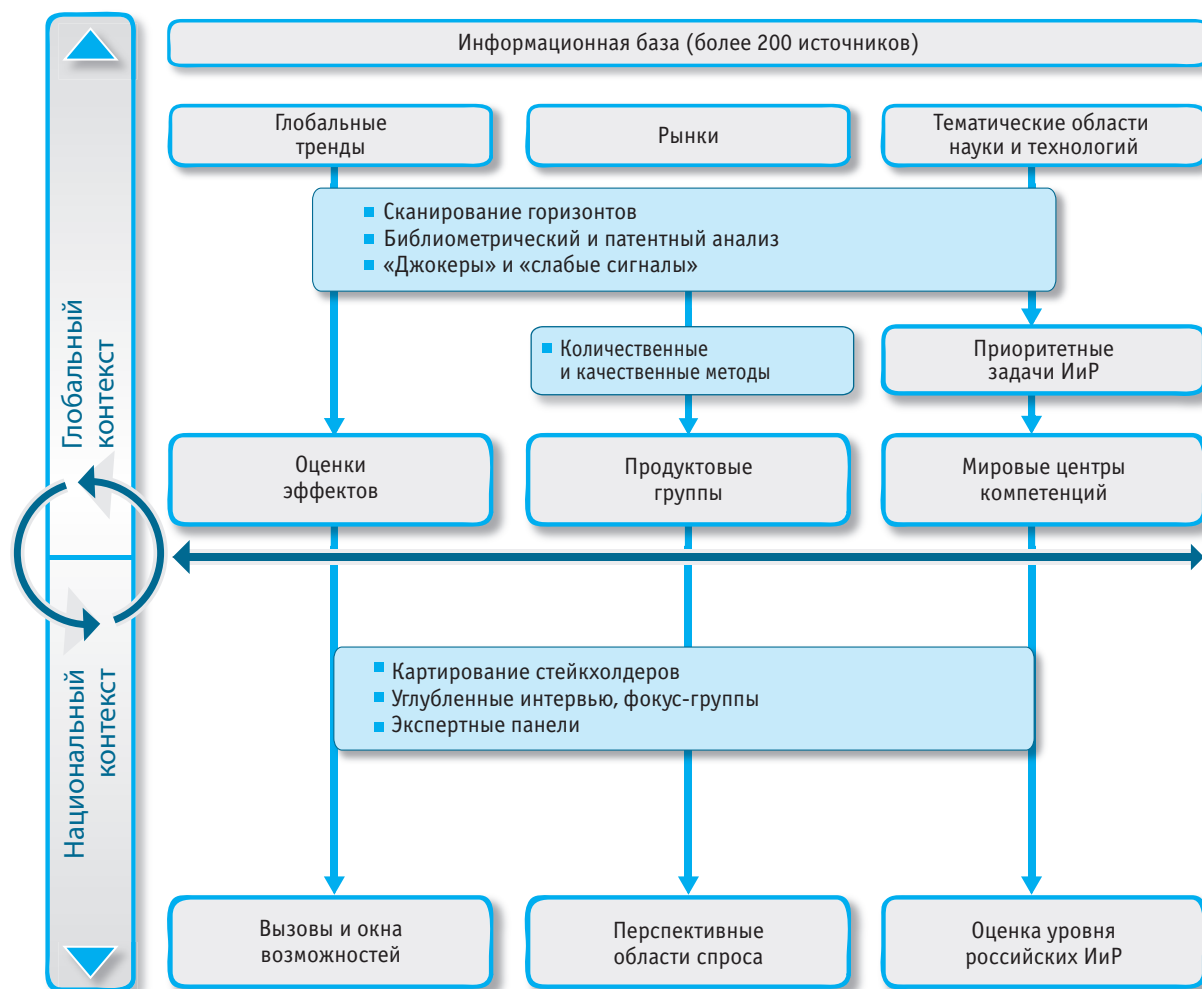 Информационная база (более 200 источников)
Глобальные
тренды
Рынки
Тематические области
науки и технологий
Сканирование горизонтов
Библиометрический и патентный анализ
«Джокеры» и «слабые сигналы»
Глобальный
контекст
Количественные
и качественные методы
Приоритетные
задачи ИиР
Оценки
эффектов
Продуктовые
группы
Мировые центры
компетенций
Национальный
контекст
Картирование стейкхолдеров
Углубленные интервью, фокус-группы
Экспертные панели
Вызовы и окна
возможностей
Перспективные
области спроса
Оценка уровня
российских ИиР